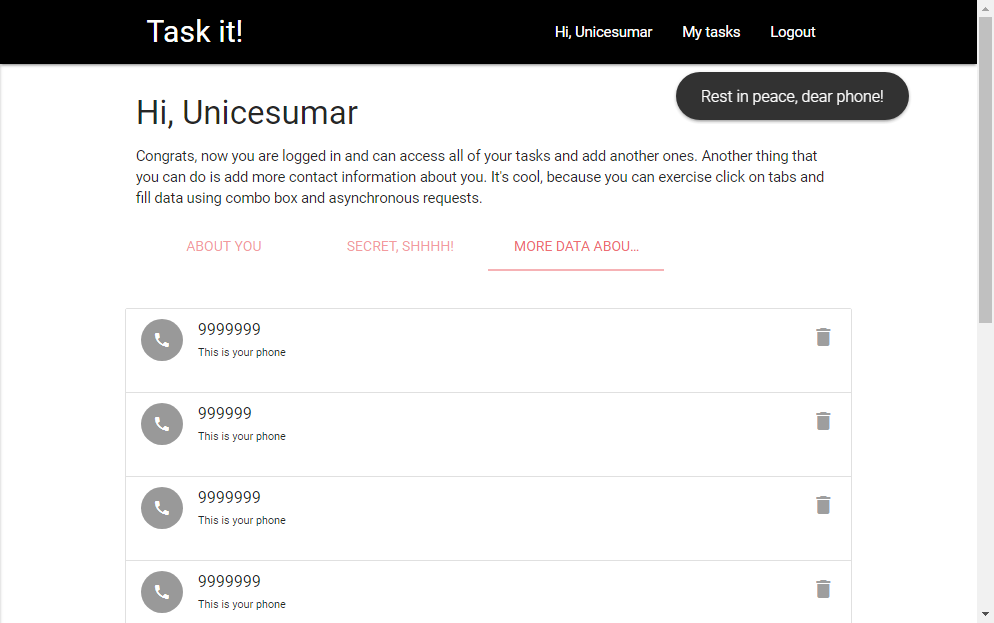 Task it!
Hi, Unicesumar
My tasks
Logout
Rest in peace, dear phone!
Hi, Unicesumar
Congrats, now you are logged in and can access all of your tasks and add another ones. Another thing that
you can do is add more contact information about you. It's cool, because you can exercise click on tabs and
fill data using combo box and asynchronous requests.
ABOUT YOU
SECRET, SHHHH!
MORE DATA ABOU...
9999999
This is your phone
999999
This is your phone
9999999
This is your phone
9999999
This is your phone